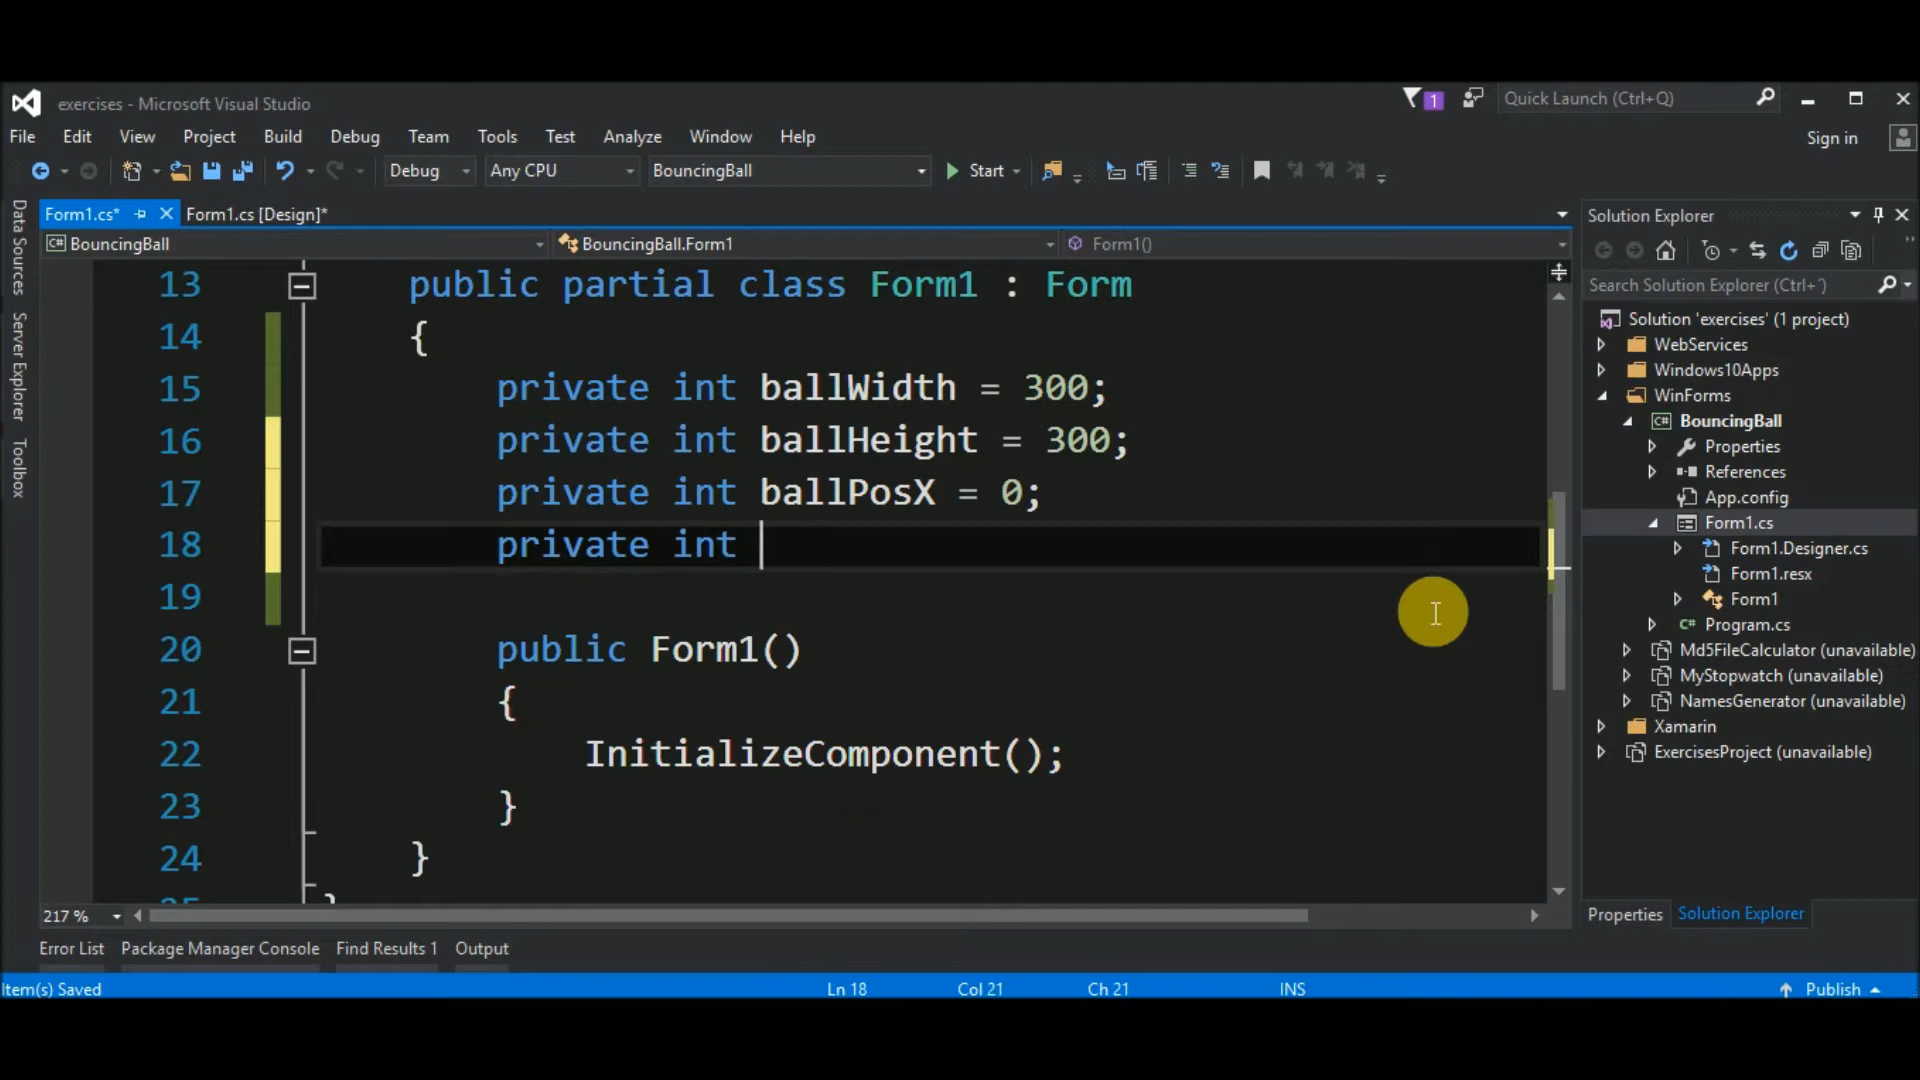 exercises - Microsoft Visual Studio
1
Quick Launch (Ctrl+Q)
File Edit View Project Build Debug Team Tools Test Analyze Window Help
Sign in
Debug Any CPU BouncingBall Start
Form1.cs* Form1.cs [Design]*
BouncingBall BouncingBall.Form1 Form1()
Data Sources
Server Explorer
Toolbox
13 public partial class Form1 : Form
14 {
15 private int ballWidth = 300;
16 private int ballHeight = 300;
17 private int ballPosX = 0;
18 private int
19
20 public Form1()
21 {
22 InitializeComponent();
23 }
24 }
}
217 %
Solution Explorer
Search Solution Explorer (Ctrl+¨)
Solution 'exercises' (1 project)
WebServices
Windows10Apps
WinForms
C# BouncingBall
Properties
References
App.config
Form1.cs
Form1.Designer.cs
Form1.resx
Form1
C# Program.cs
Md5FileCalculator (unavailable)
MyStopwatch (unavailable)
NamesGenerator (unavailable)
Xamarin
ExercisesProject (unavailable)
Properties Solution Explorer
Error List Package Manager Console Find Results 1 Output
Item(s) Saved Ln 18 Col 21 Ch 21 INS Publish